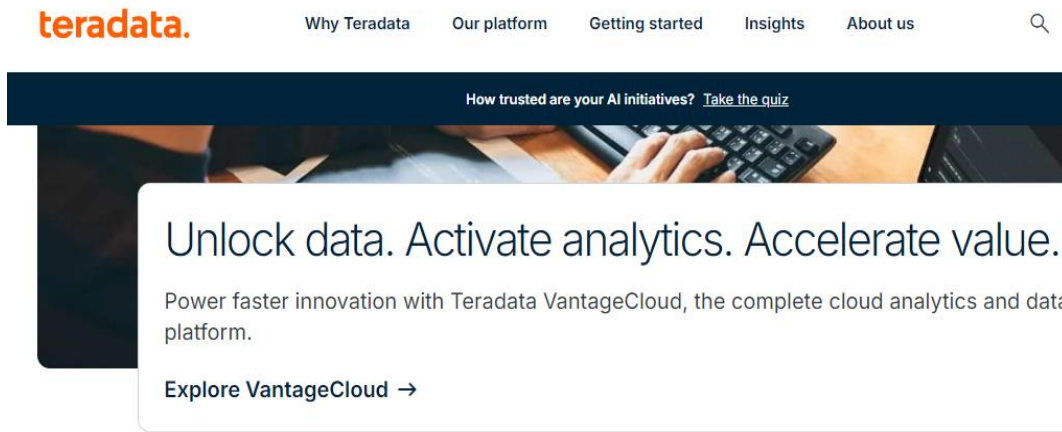 teradata.
Why Teradata Our platform Getting started Insights About us
How trusted are your AI initiatives? Take the quiz
Unlock data. Activate analytics. Accelerate value.
Power faster innovation with Teradata VantageCloud, the complete cloud analytics and data
platform.
Explore VantageCloud →